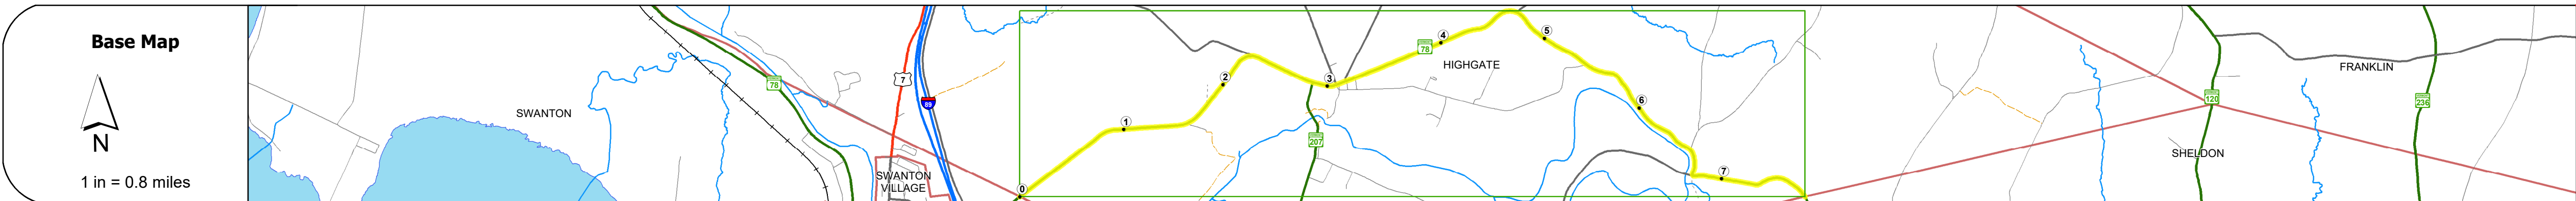 Base Map
N
1 in = 0.8 miles
SWANTON
78
7
89
SWANTON
VILLAGE
0
1
2
3
207
4
78
HIGHGATE
5
6
7
120
SHELDON
FRANKLIN
236